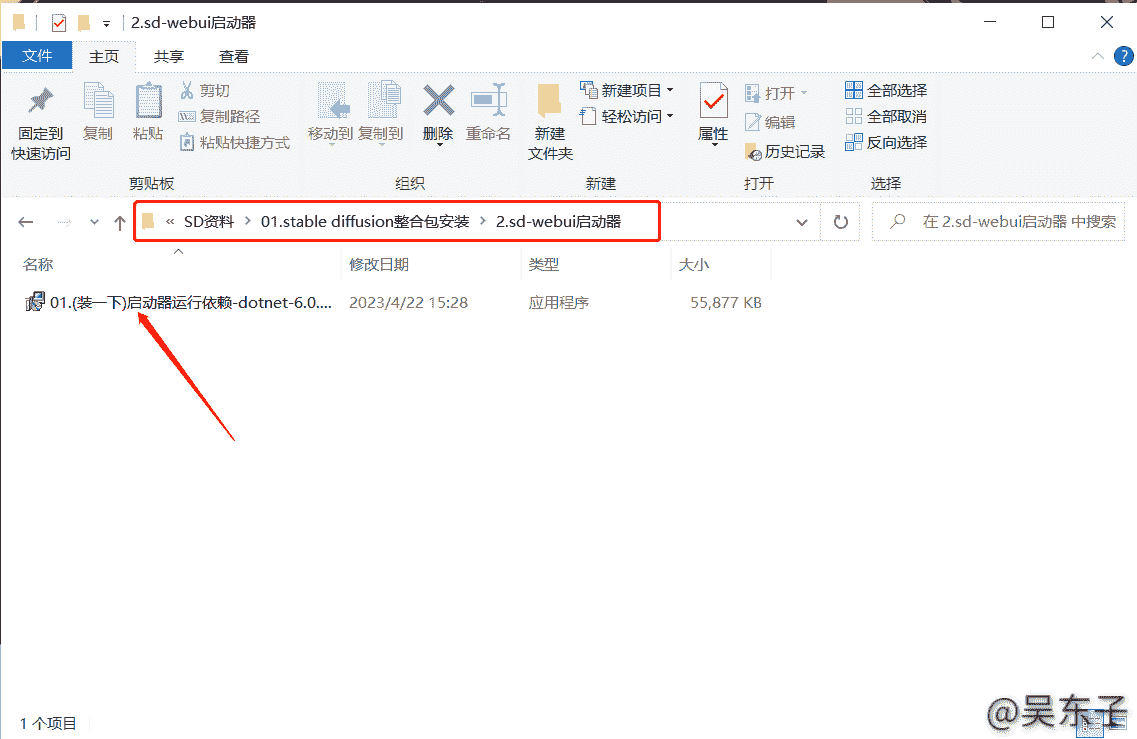 2.sd-webui启动器
文件 主页 共享 查看
?
固定到快速访问
复制
粘贴
剪切
复制路径
粘贴快捷方式
剪贴板
移动到 复制到 删除 重命名
组织
新建文件夹
新建项目
轻松访问
新建
属性
打开
编辑
历史记录
打开
全部选择
全部取消
反向选择
选择
« SD资料 › 01.stable diffusion整合包安装 › 2.sd-webui启动器
在 2.sd-webui启动器 中搜索
名称 修改日期 类型 大小
01.(装一下)启动器运行依赖-dotnet-6.0.... 2023/4/22 15:28 应用程序 55,877 KB
1 个项目
@吴东子